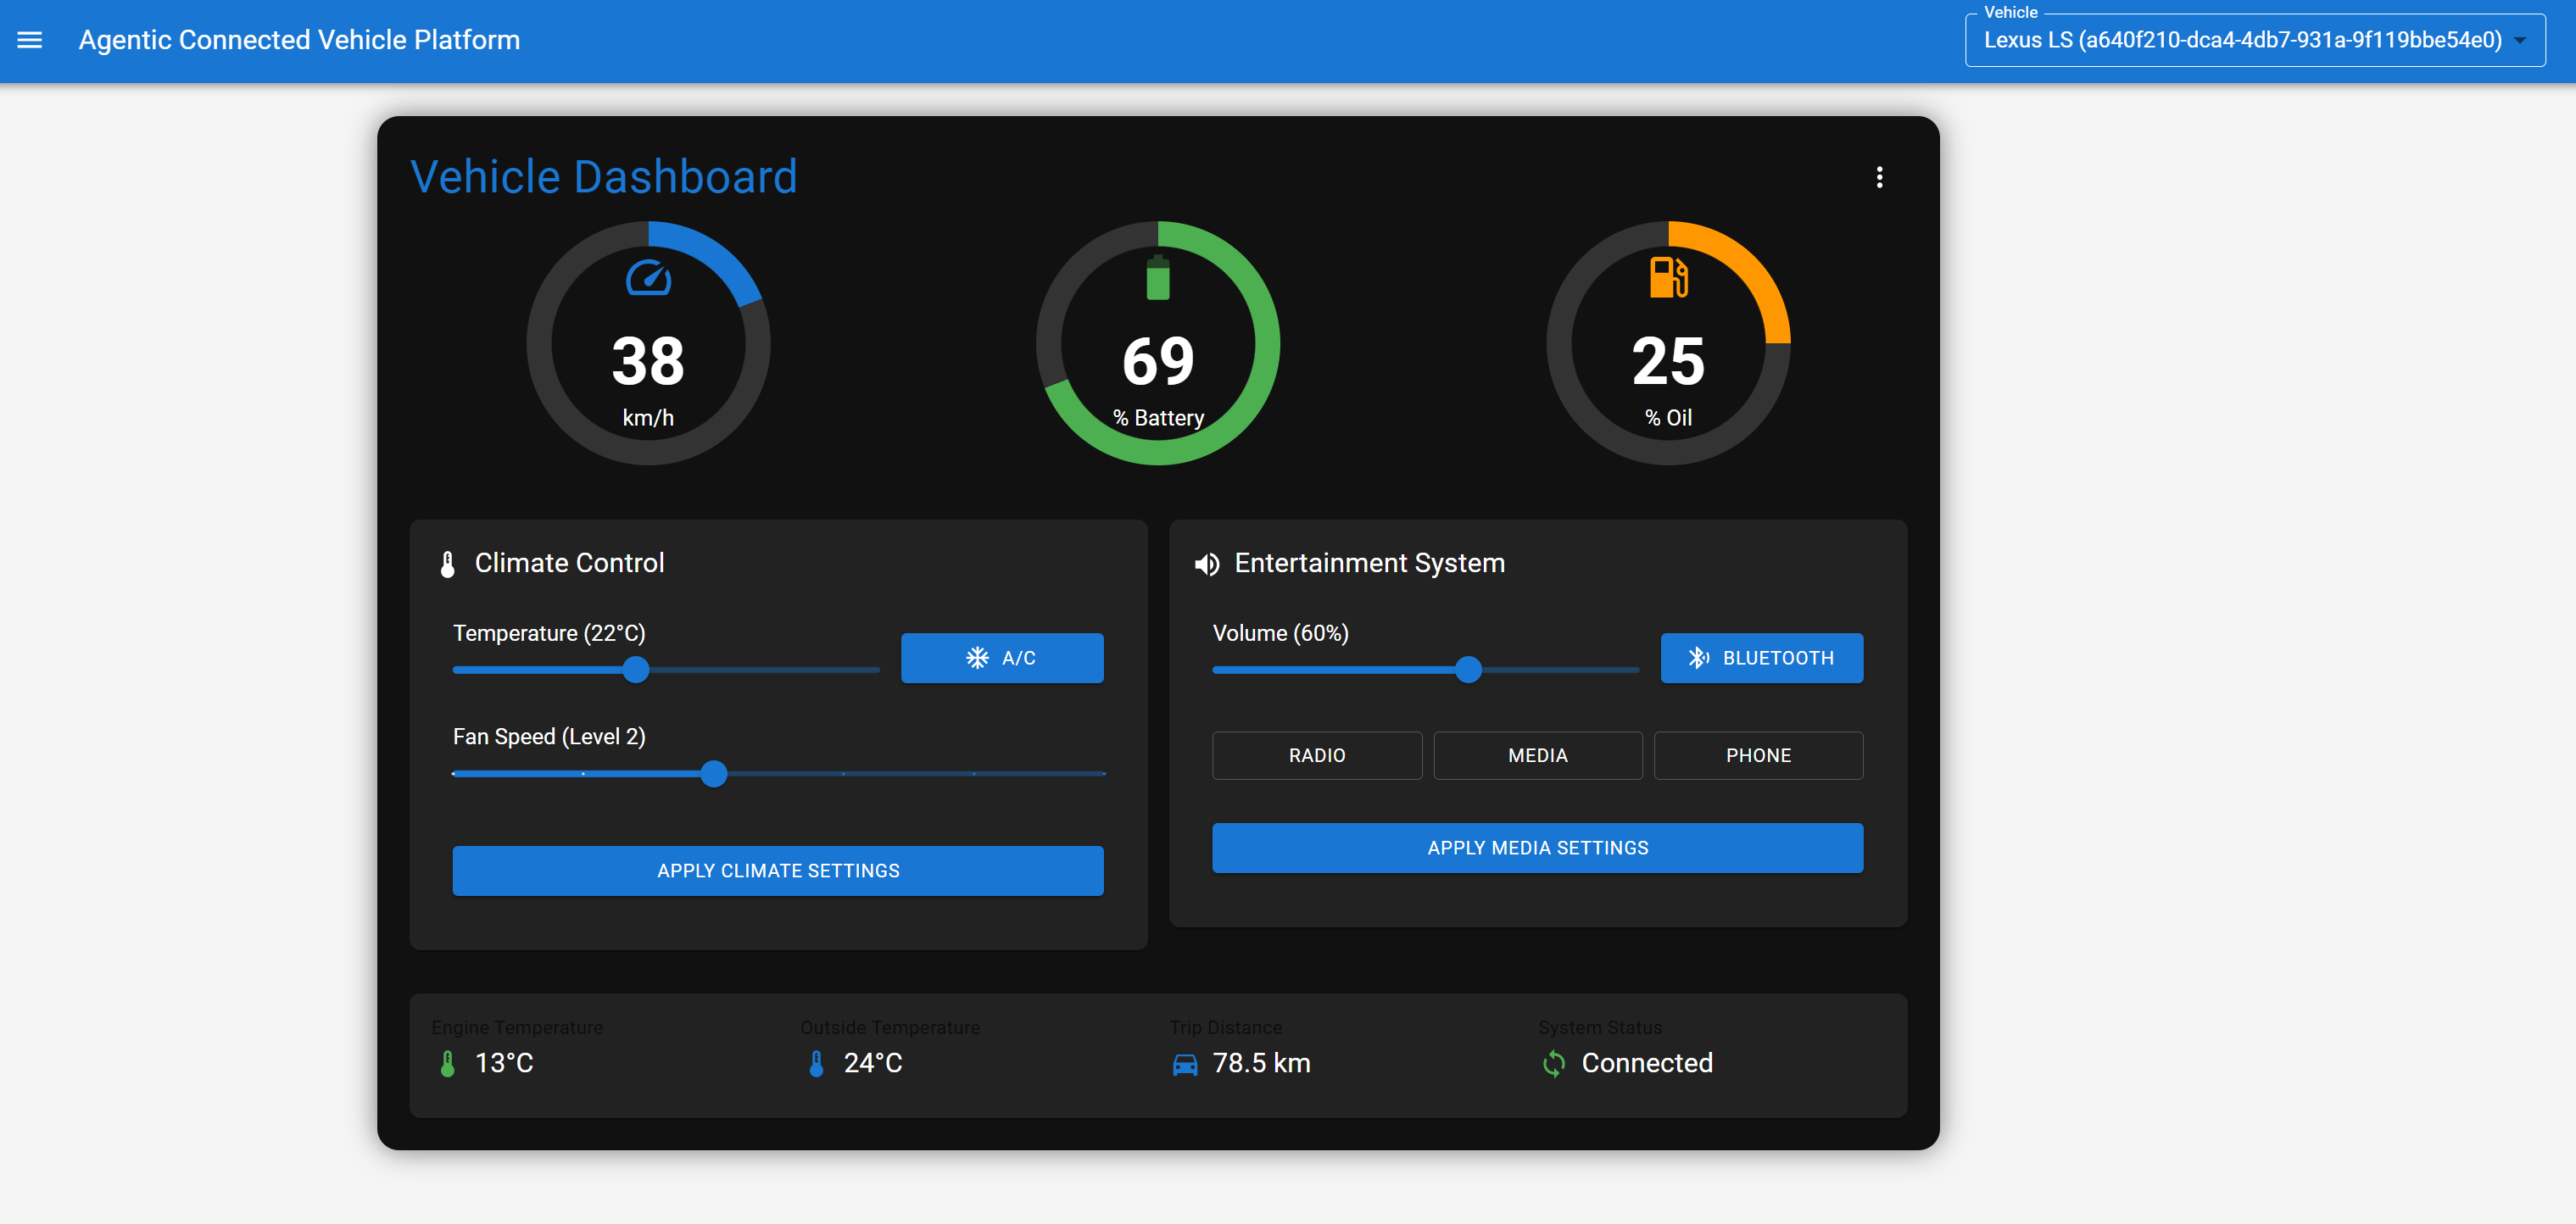 Agentic Connected Vehicle Platform
Vehicle
Lexus LS (a640f210-dca4-4db7-931a-9f119bbe54e0)
Vehicle Dashboard
38
km/h
69
% Battery
25
% Oil
Climate Control
Temperature (22°C)
A/C
Fan Speed (Level 2)
APPLY CLIMATE SETTINGS
Entertainment System
Volume (60%)
BLUETOOTH
RADIO
MEDIA
PHONE
APPLY MEDIA SETTINGS
Engine Temperature
13°C
Outside Temperature
24°C
Trip Distance
78.5 km
System Status
Connected